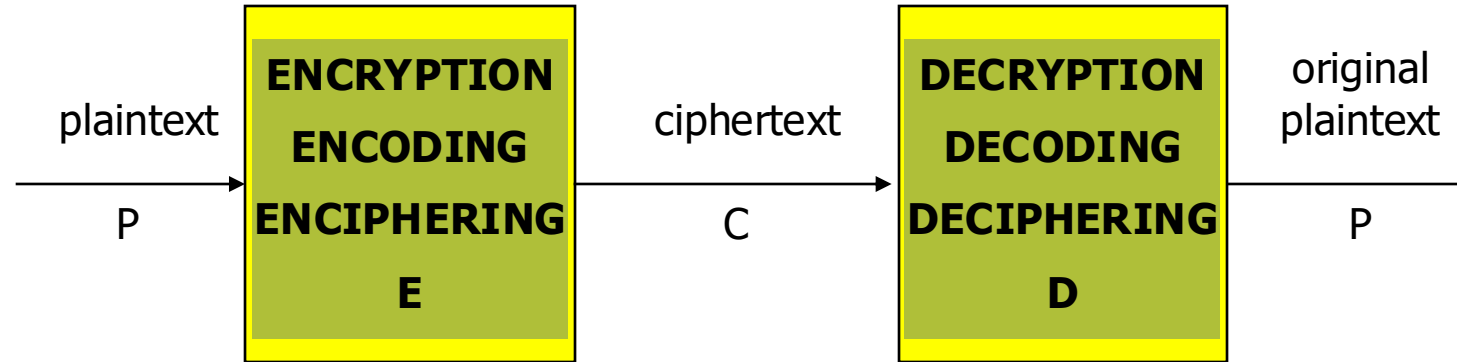 plaintext
P
ENCRYPTION
ENCODING
ENCIPHERING
E
ciphertext
C
DECRYPTION
DECODING
DECIPHERING
D
original
plaintext
P